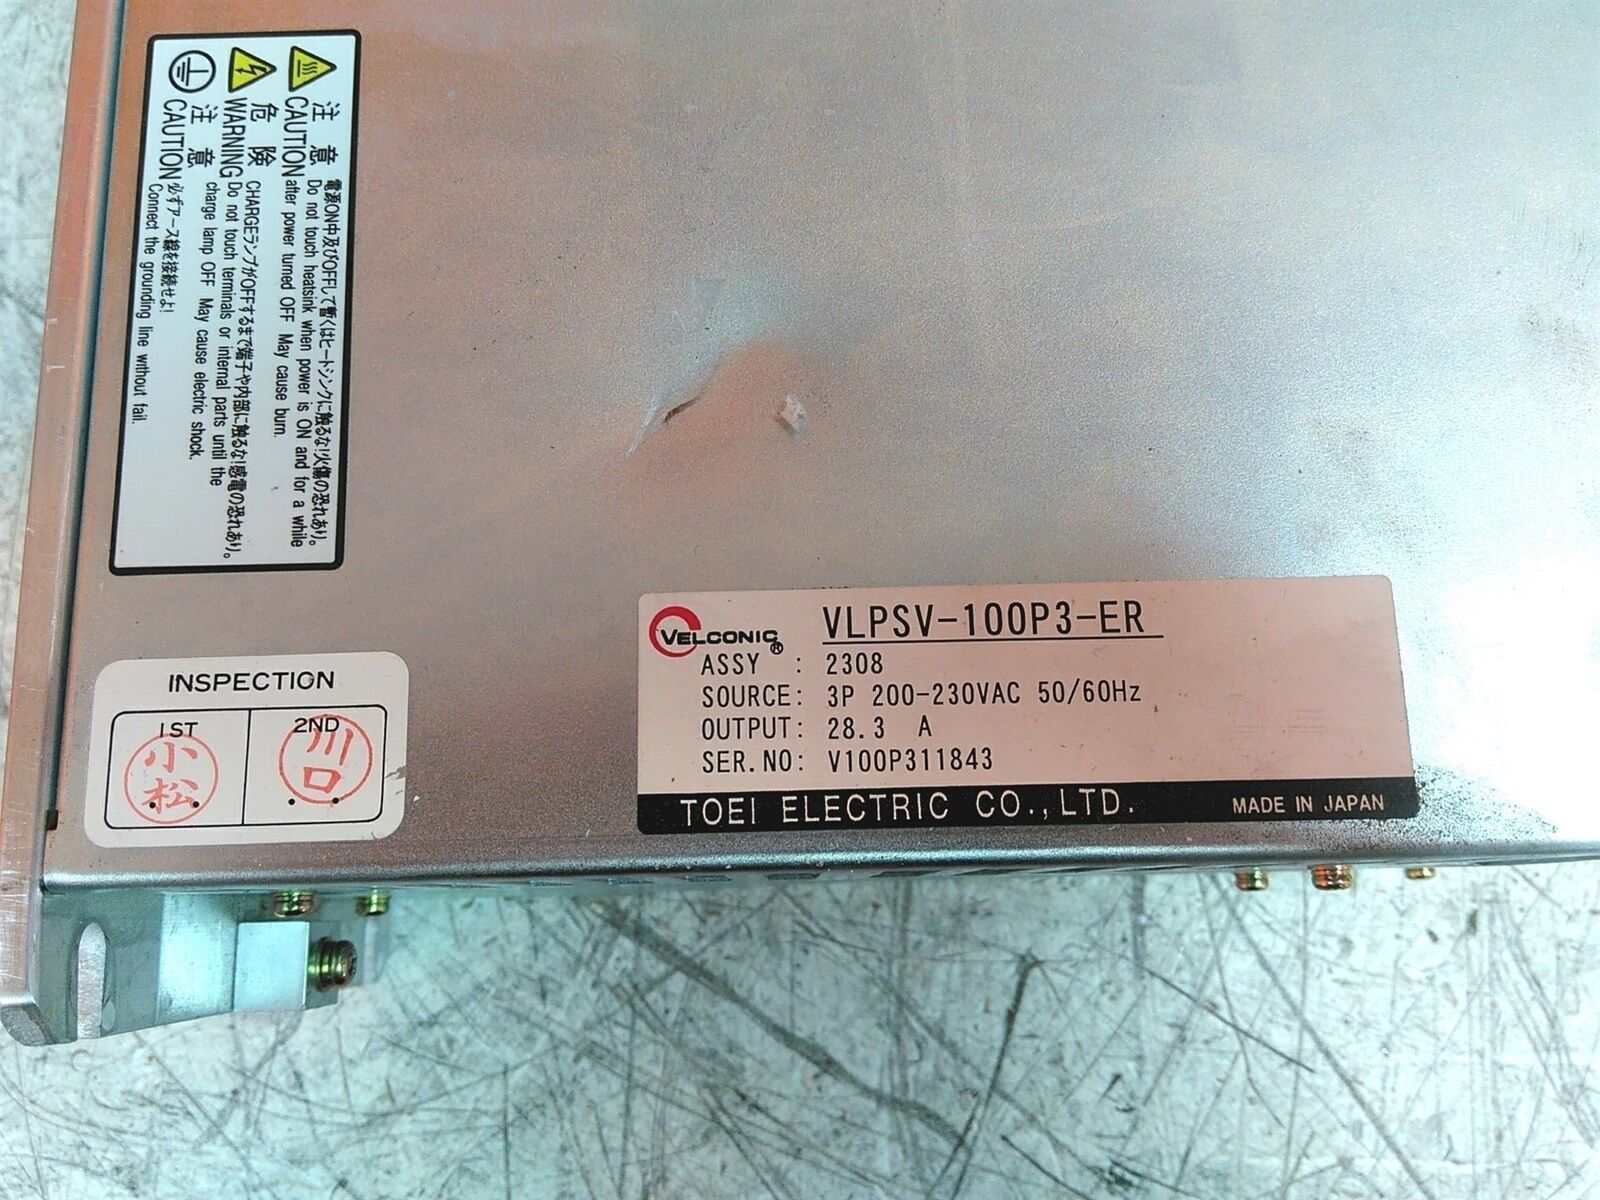 注意
CAUTION
電源ON中及びOFFして暫くはヒートシンクに触るな!火傷の恐れあり。
Do not touch heatsink when power is ON and for a while
after power turned OFF May cause burn.
危険
WARNING
CHARGEランプがOFFするまで端子や内部に触るな!感電の恐れあり。
Do not touch terminals or internal parts until the
charge lamp OFF May cause electric shock.
注意
CAUTION
必ずアース線を接続せよ!
Connect the grounding line without fail.
INSPECTION
1ST 2ND
小松
川口
VELCONIC® VLPSV-100P3-ER
ASSY : 2308
SOURCE: 3P 200-230VAC 50/60Hz
OUTPUT: 28.3 A
SER.NO: V100P311843
TOEI ELECTRIC CO.,LTD. MADE IN JAPAN